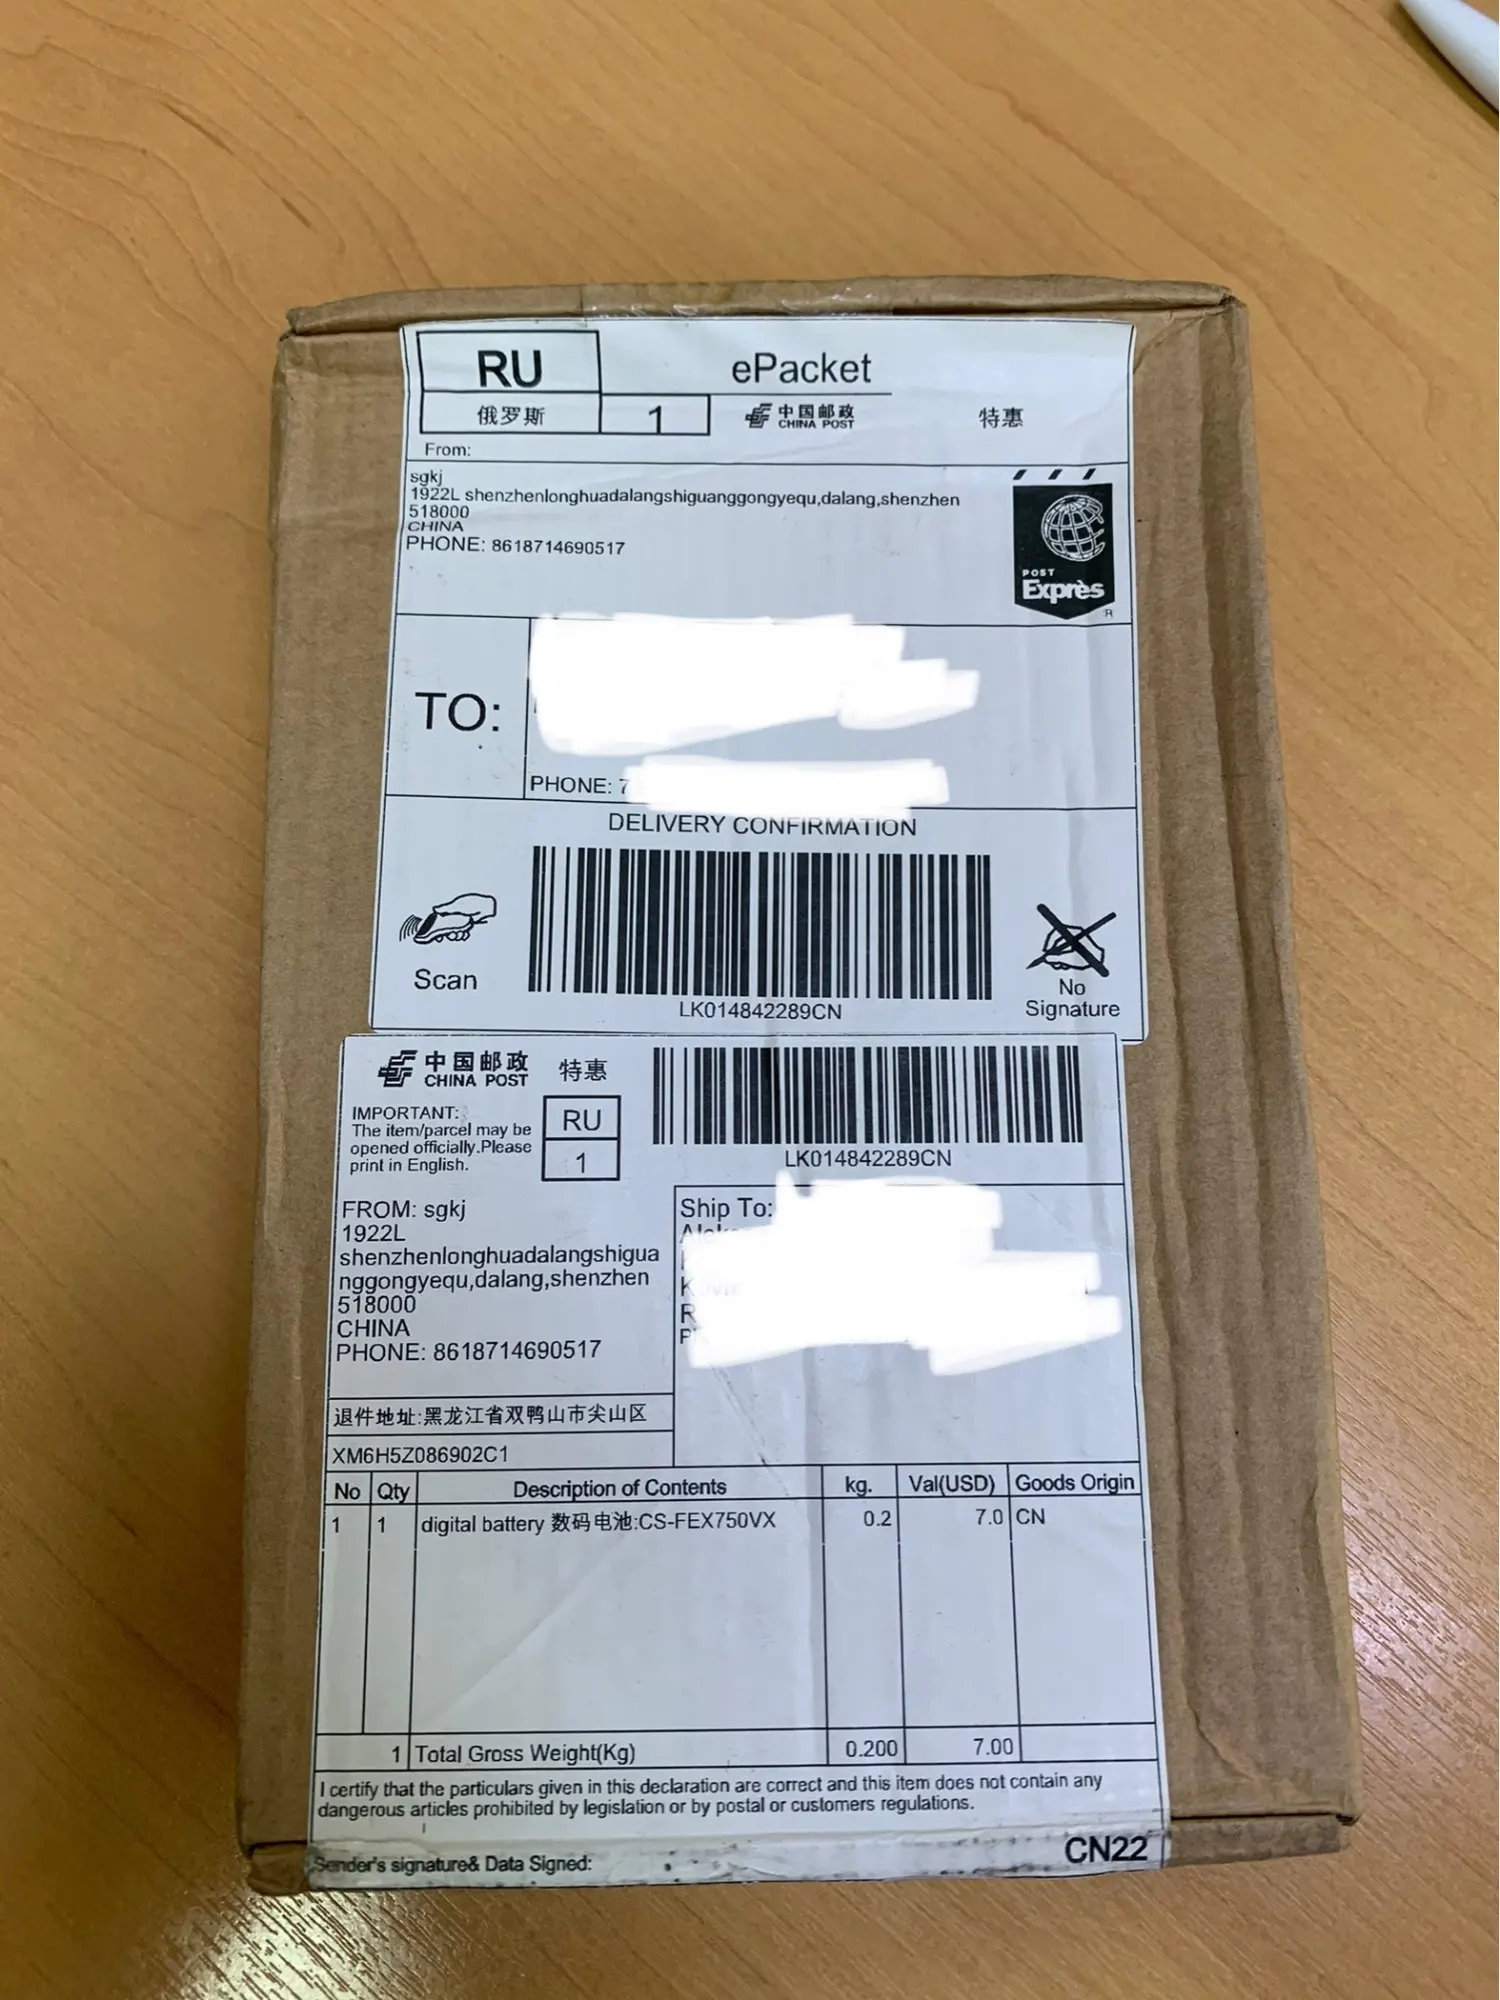 RU
ePacket
俄罗斯
1
中国邮政
CHINA POST
特惠
From:
sgkj
1922L shenzhenlonghuadalangshiguanggongyequ,dalang,shenzhen
518000
CHINA
PHONE: 8618714690517
POST
Exprès
R
TO:
PHONE: 7
DELIVERY CONFIRMATION
Scan
LK014842289CN
No
Signature
中国邮政
CHINA POST
特惠
IMPORTANT:
The item/parcel may be
opened officially.Please
print in English.
RU
1
LK014842289CN
FROM: sgkj
1922L
shenzhenlonghuadalangshigua
nggongyequ,dalang,shenzhen
518000
CHINA
PHONE: 8618714690517
Ship To:
退件地址:黑龙江省双鸭山市尖山区
XM6H5Z086902C1
No Qty Description of Contents kg. Val(USD) Goods Origin
1 1 digital battery 数码电池:CS-FEX750VX 0.2 7.0 CN
1 Total Gross Weight(Kg) 0.200 7.00
I certify that the particulars given in this declaration are correct and this item does not contain any
dangerous articles prohibited by legislation or by postal or customers regulations.
Sender's signature& Data Signed:
CN22